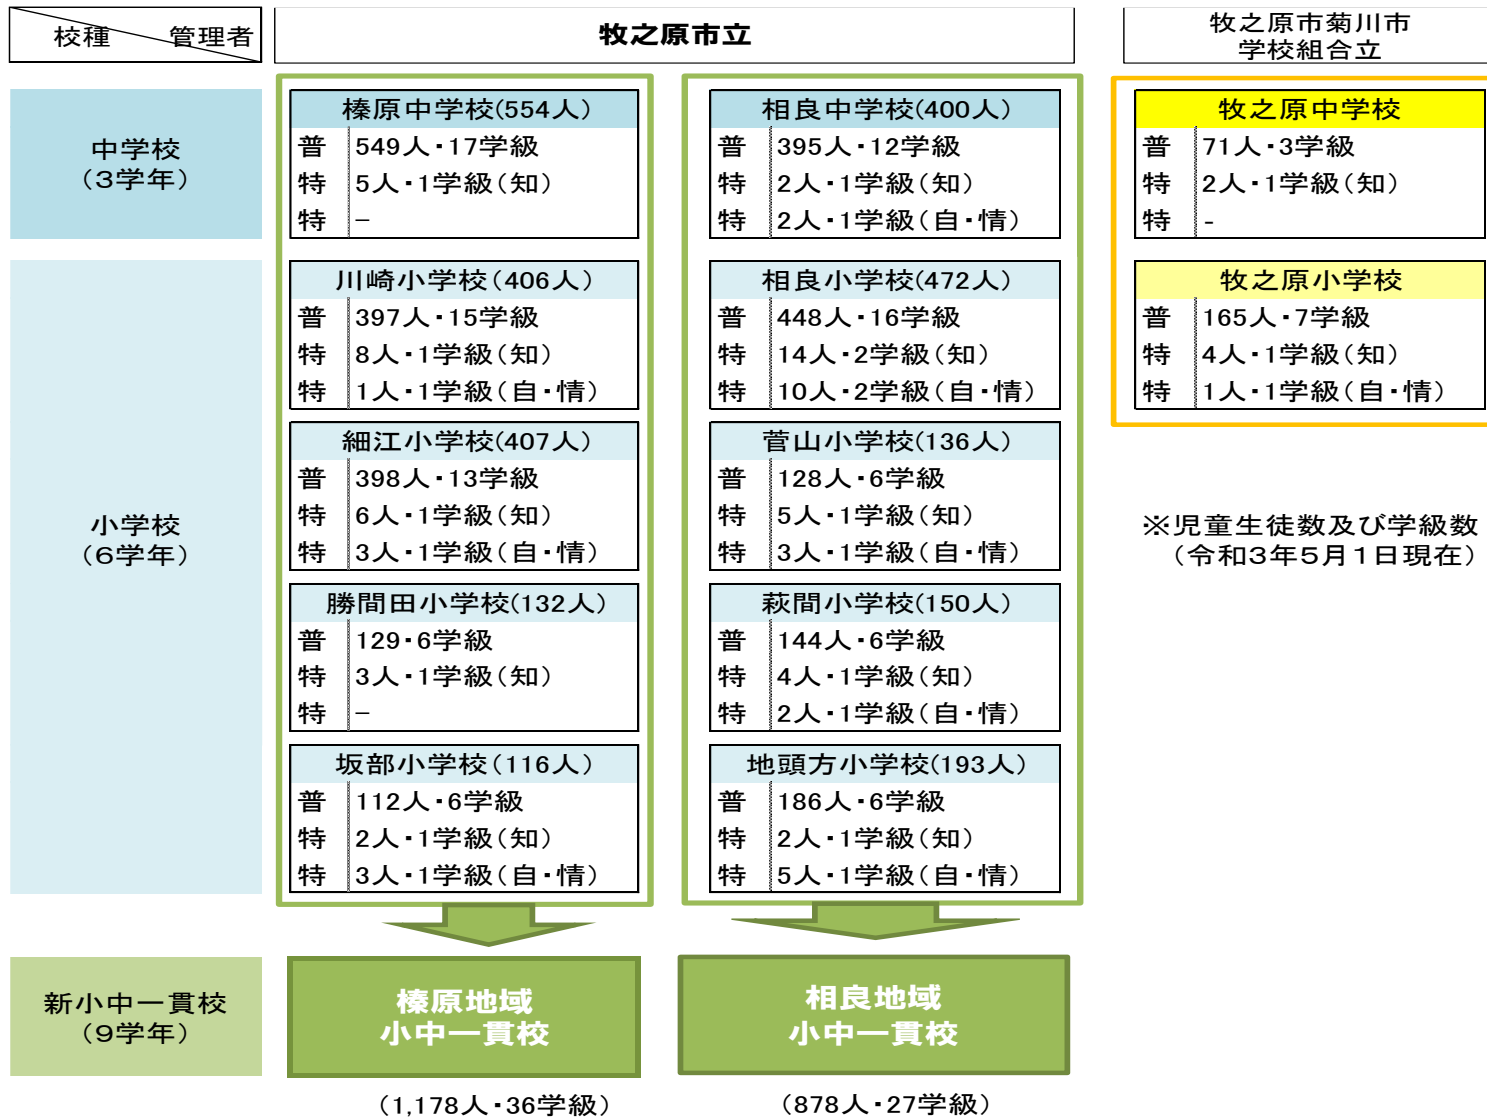 校種 管理者
牧之原市立
牧之原市菊川市
学校組合立
中学校
（3学年）
榛原中学校(554人）
普 549人・17学級
特 5人・1学級（知）
特 –
相良中学校(400人）
普 395人・12学級
特 2人・1学級（知）
特 2人・1学級（自・情）
牧之原中学校
普 71人・3学級
特 2人・1学級（知）
特 -
小学校
（6学年）
川崎小学校（406人）
普 397人・15学級
特 8人・1学級（知）
特 1人・1学級（自・情）
相良小学校(472人）
普 448人・16学級
特 14人・2学級（知）
特 10人・2学級（自・情）
牧之原小学校
普 165人・7学級
特 4人・1学級（知）
特 1人・1学級（自・情）
細江小学校(407人）
普 398人・13学級
特 6人・1学級（知）
特 3人・1学級（自・情）
菅山小学校(136人）
普 128人・6学級
特 5人・1学級（知）
特 3人・1学級（自・情）
※児童生徒数及び学級数
（令和3年5月1日現在）
勝間田小学校(132人）
普 129・6学級
特 3人・1学級（知）
特 –
萩間小学校(150人）
普 144人・6学級
特 4人・1学級（知）
特 2人・1学級（自・情）
坂部小学校（116人）
普 112人・6学級
特 2人・1学級（知）
特 3人・1学級（自・情）
地頭方小学校(193人）
普 186人・6学級
特 2人・1学級（知）
特 5人・1学級（自・情）
新小中一貫校
（9学年）
榛原地域
小中一貫校
相良地域
小中一貫校
（1,178人・36学級）
（878人・27学級）